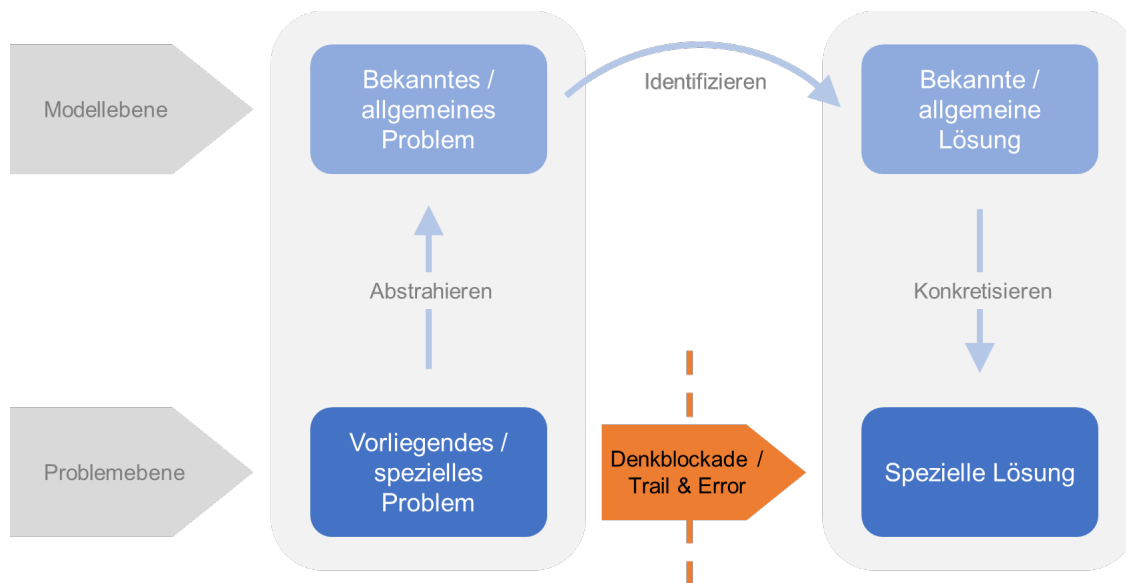 Modellebene
Bekanntes /
allgemeines
Problem
Identifizieren
Bekannte /
allgemeine
Lösung
Abstrahieren
Konkretisieren
Problemebene
Vorliegendes /
spezielles
Problem
Denkblockade /
Trail & Error
Spezielle Lösung